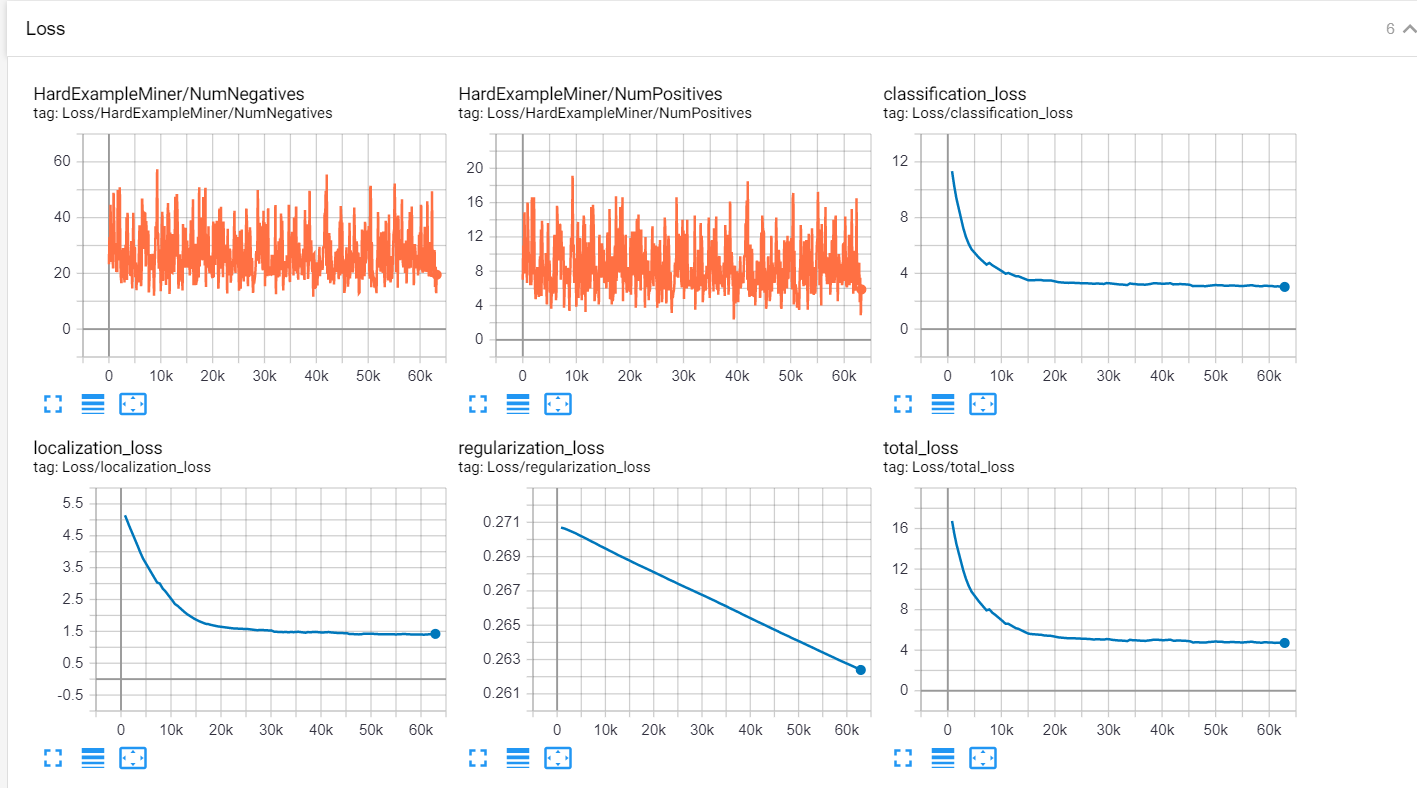 Loss
6
HardExampleMiner/NumNegatives
tag: Loss/HardExampleMiner/NumNegatives
60
40
20
0
0 10k 20k 30k 40k 50k 60k
HardExampleMiner/NumPositives
tag: Loss/HardExampleMiner/NumPositives
20
16
12
8
4
0
0 10k 20k 30k 40k 50k 60k
classification_loss
tag: Loss/classification_loss
12
8
4
0
0 10k 20k 30k 40k 50k 60k
localization_loss
tag: Loss/localization_loss
5.5
4.5
3.5
2.5
1.5
0.5
-0.5
0 10k 20k 30k 40k 50k 60k
regularization_loss
tag: Loss/regularization_loss
0.271
0.269
0.267
0.265
0.263
0.261
0 10k 20k 30k 40k 50k 60k
total_loss
tag: Loss/total_loss
16
12
8
4
0
0 10k 20k 30k 40k 50k 60k